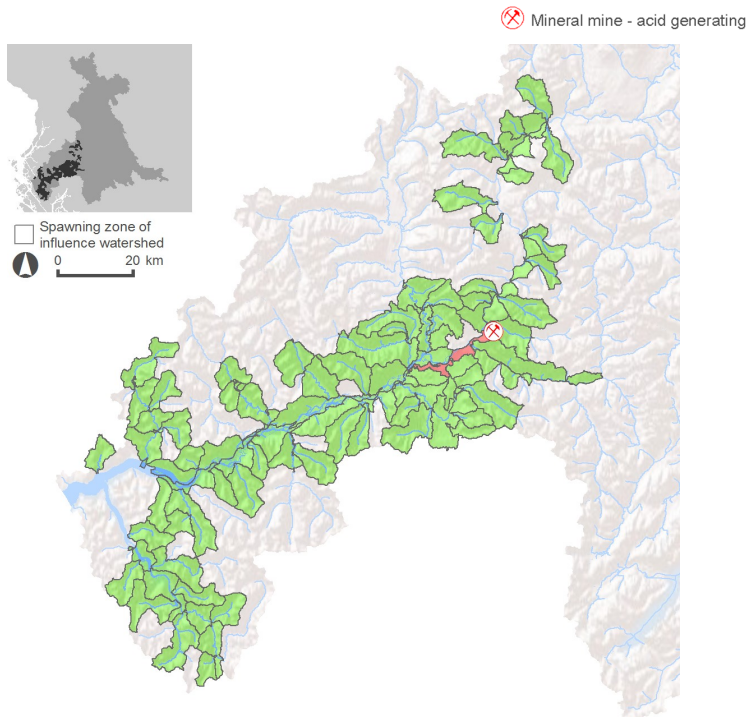 Mineral mine - acid generating
Spawning zone of
influence watershed
0 20 km